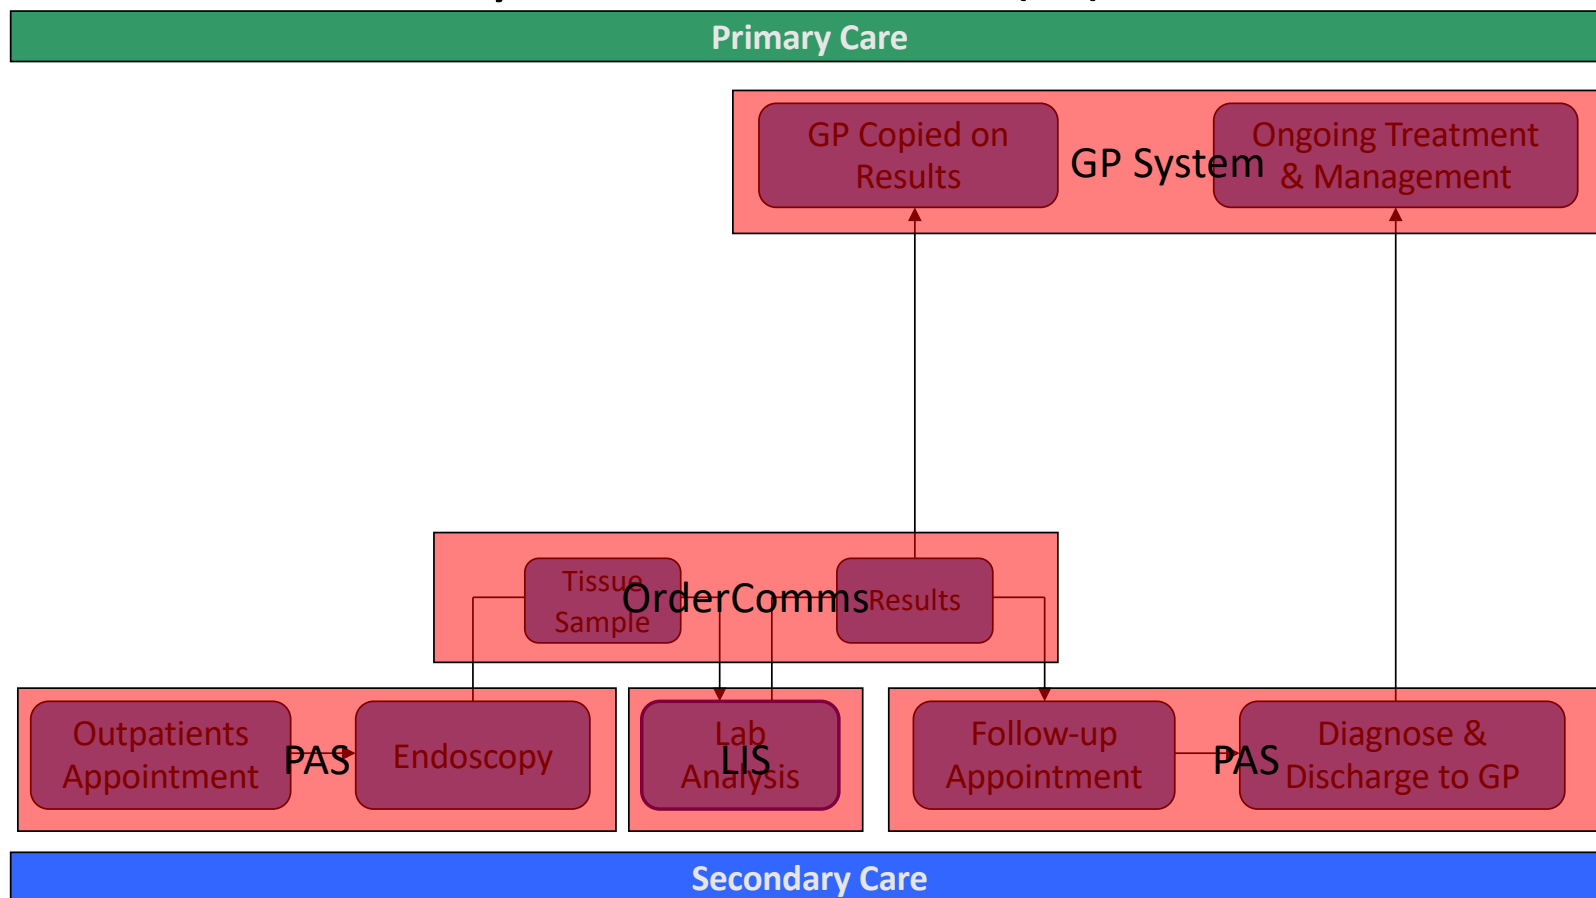 Primary Care
GP Copied on
Results
GP System
Ongoing Treatment
& Management
Tissue
Sample
OrderComms
Results
Outpatients
Appointment
PAS
Endoscopy
Lab
Analysis
LIS
Follow-up
Appointment
PAS
Diagnose &
Discharge to GP
Secondary Care